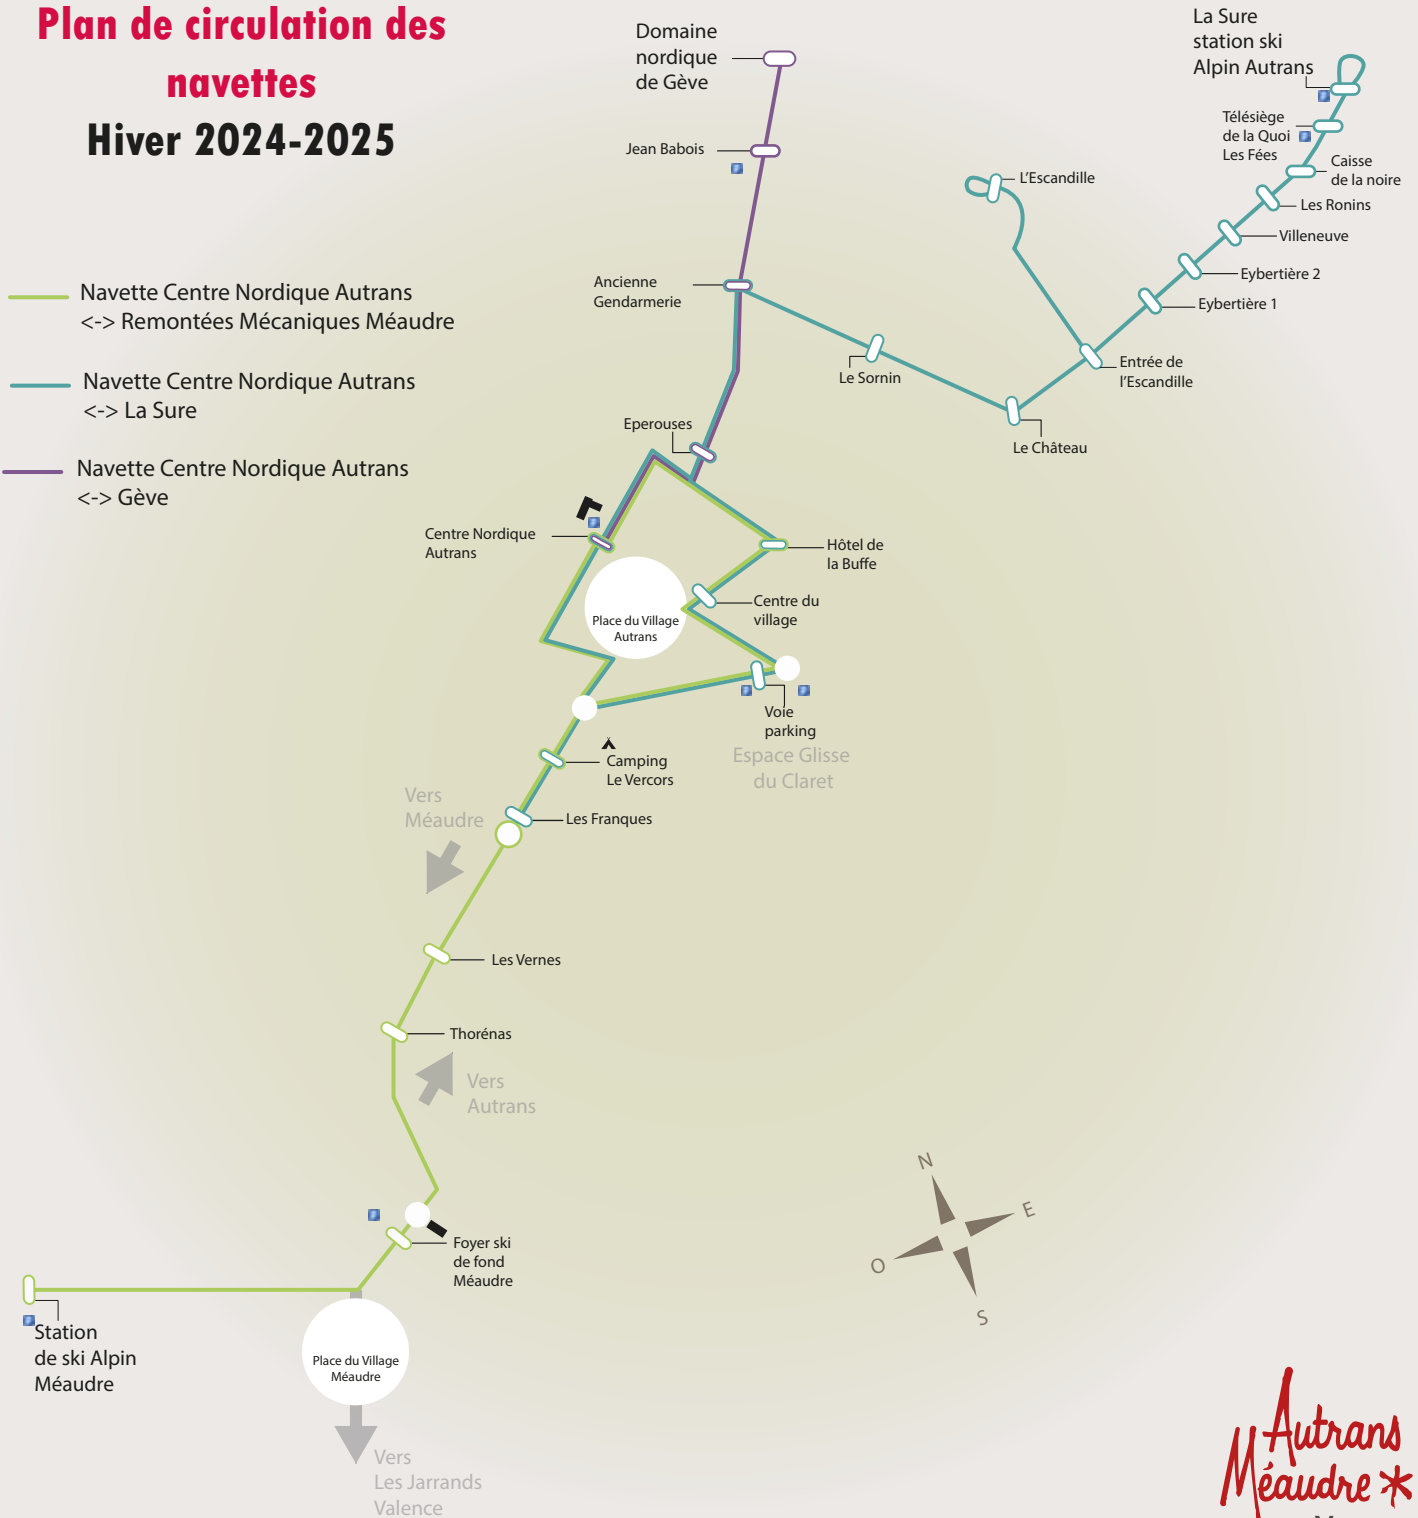 Plan de circulation des
navettes
Hiver 2024-2025
Navette Centre Nordique Autrans
<-> Remontées Mécaniques Méaudre
Navette Centre Nordique Autrans
<-> La Sure
Navette Centre Nordique Autrans
<-> Gève
Domaine
nordique
de Gève
Jean Babois
Ancienne
Gendarmerie
Eperouses
Centre Nordique
Autrans
La Sure
station ski
Alpin Autrans
Télésiège
de la Quoi
Les Fées
Caisse
de la noire
Les Ronins
Villeneuve
Eybertière 2
Eybertière 1
L'Escandille
Entrée de
l'Escandille
Le Sornin
Le Château
Hôtel de
la Buffe
Centre du
village
Place du Village
Autrans
Voie
parking
Espace Glisse
du Claret
Camping
Le Vercors
Les Franques
Vers
Méaudre
Les Vernes
Thorénas
Vers
Autrans
Foyer ski
de fond
Méaudre
Station
de ski Alpin
Méaudre
Place du Village
Méaudre
Vers
Les Jarrands
Valence
N
E
O
S
Autrans
Méaudre